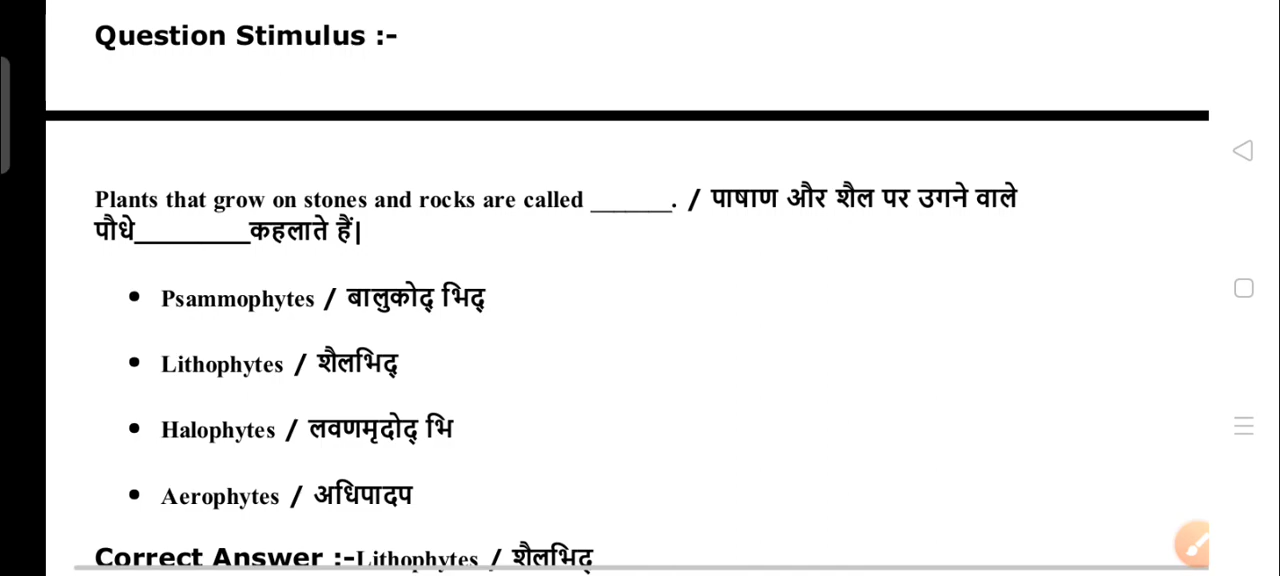 Question Stimulus :-
Plants that grow on stones and rocks are called _______. / पाषाण और शैल पर उगने वाले
पौधे_________कहलाते हैं|
• Psammophytes / बालुकोद् भिद्
• Lithophytes / शैलभिद्
• Halophytes / लवणमृदोद् भि
• Aerophytes / अधिपादप
Correct Answer :-Lithophytes / शैलभिद्